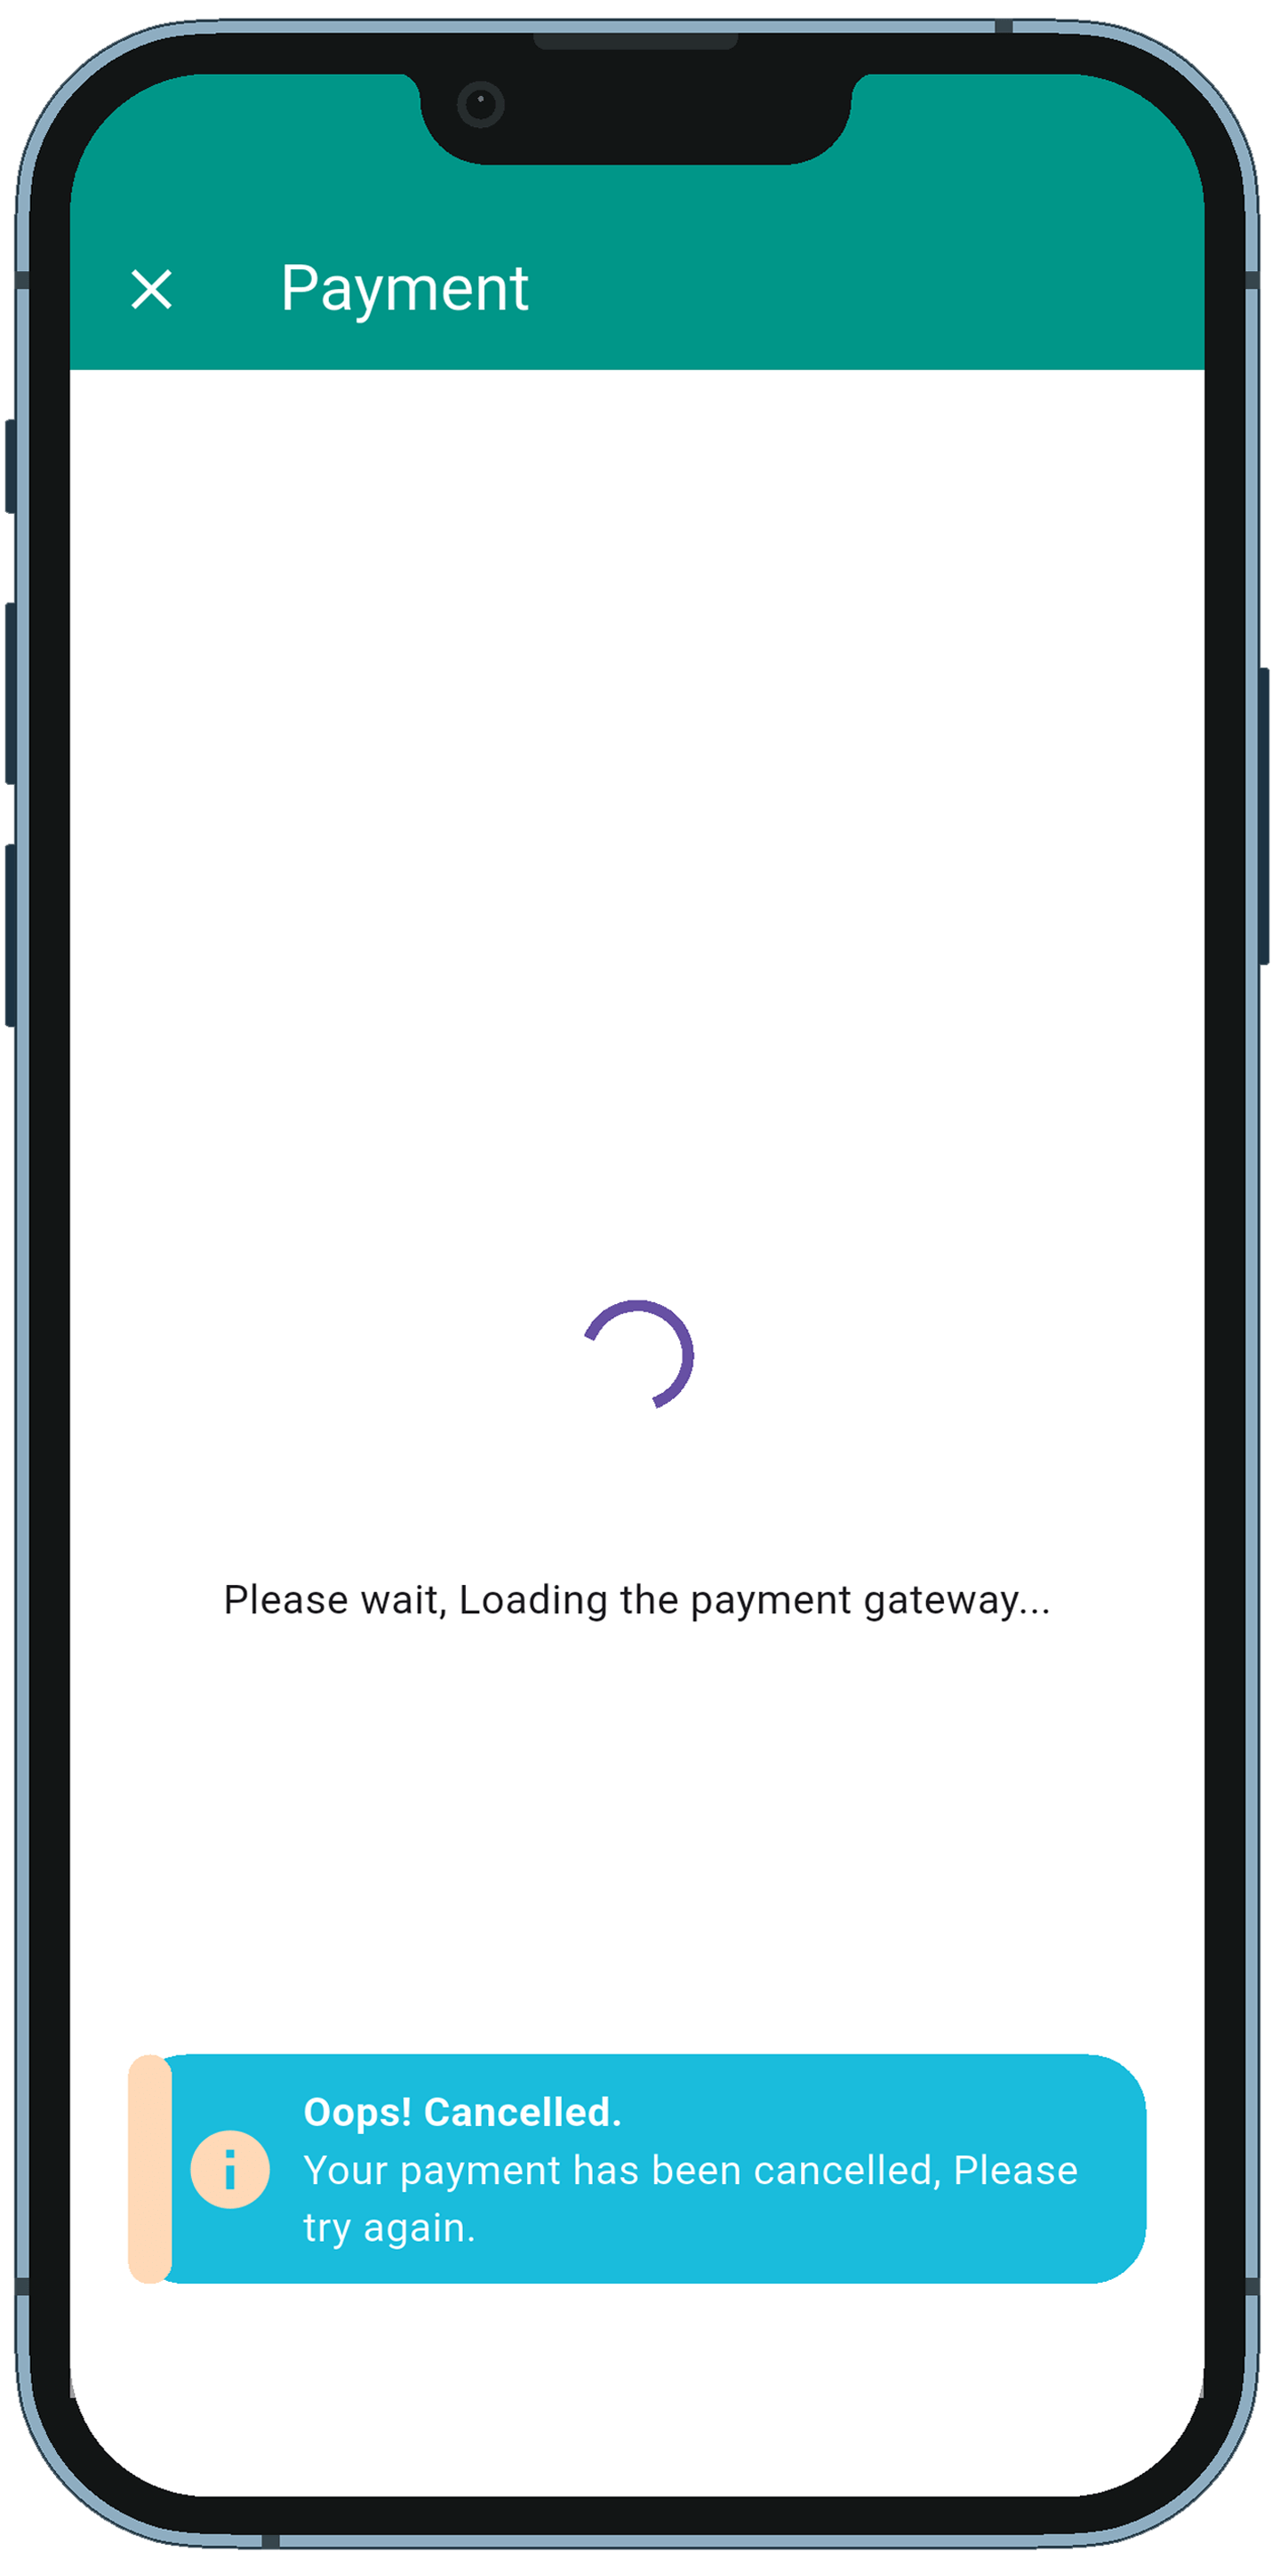 Payment
Please wait, Loading the payment gateway...
Oops! Cancelled.
Your payment has been cancelled, Please
try again.